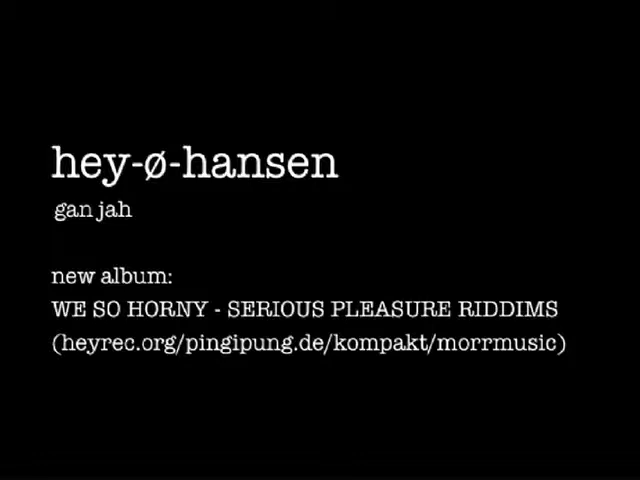 hey-ø-hansen
gan jah
new album:
WE SO HORNY - SERIOUS PLEASURE RIDDIMS
(heyrec.org/pingipung.de/kompakt/morrmusic)